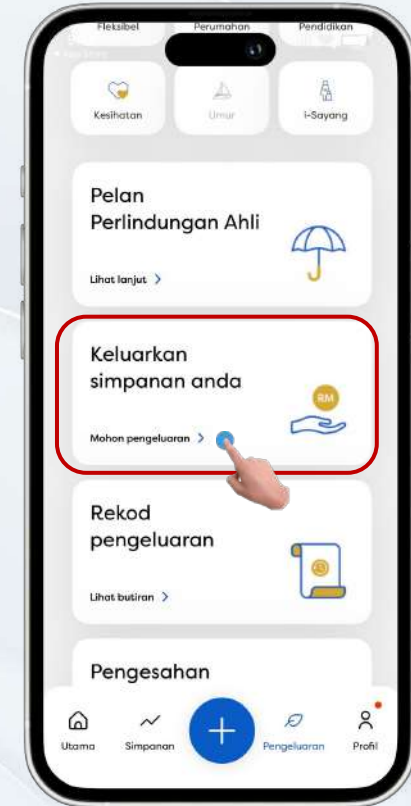 Fleksibel
Perumahan
Pendidikan
Kesihatan
Umur
i-Sayang
Pelan
Perlindungan Ahli
Lihat lanjut >
Keluarkan
simpanan anda
RM
Mohon pengeluaran >
Rekod
pengeluaran
Lihat butiran >
Pengesahan
Utama
Simpanan
Pengeluaran
Profil